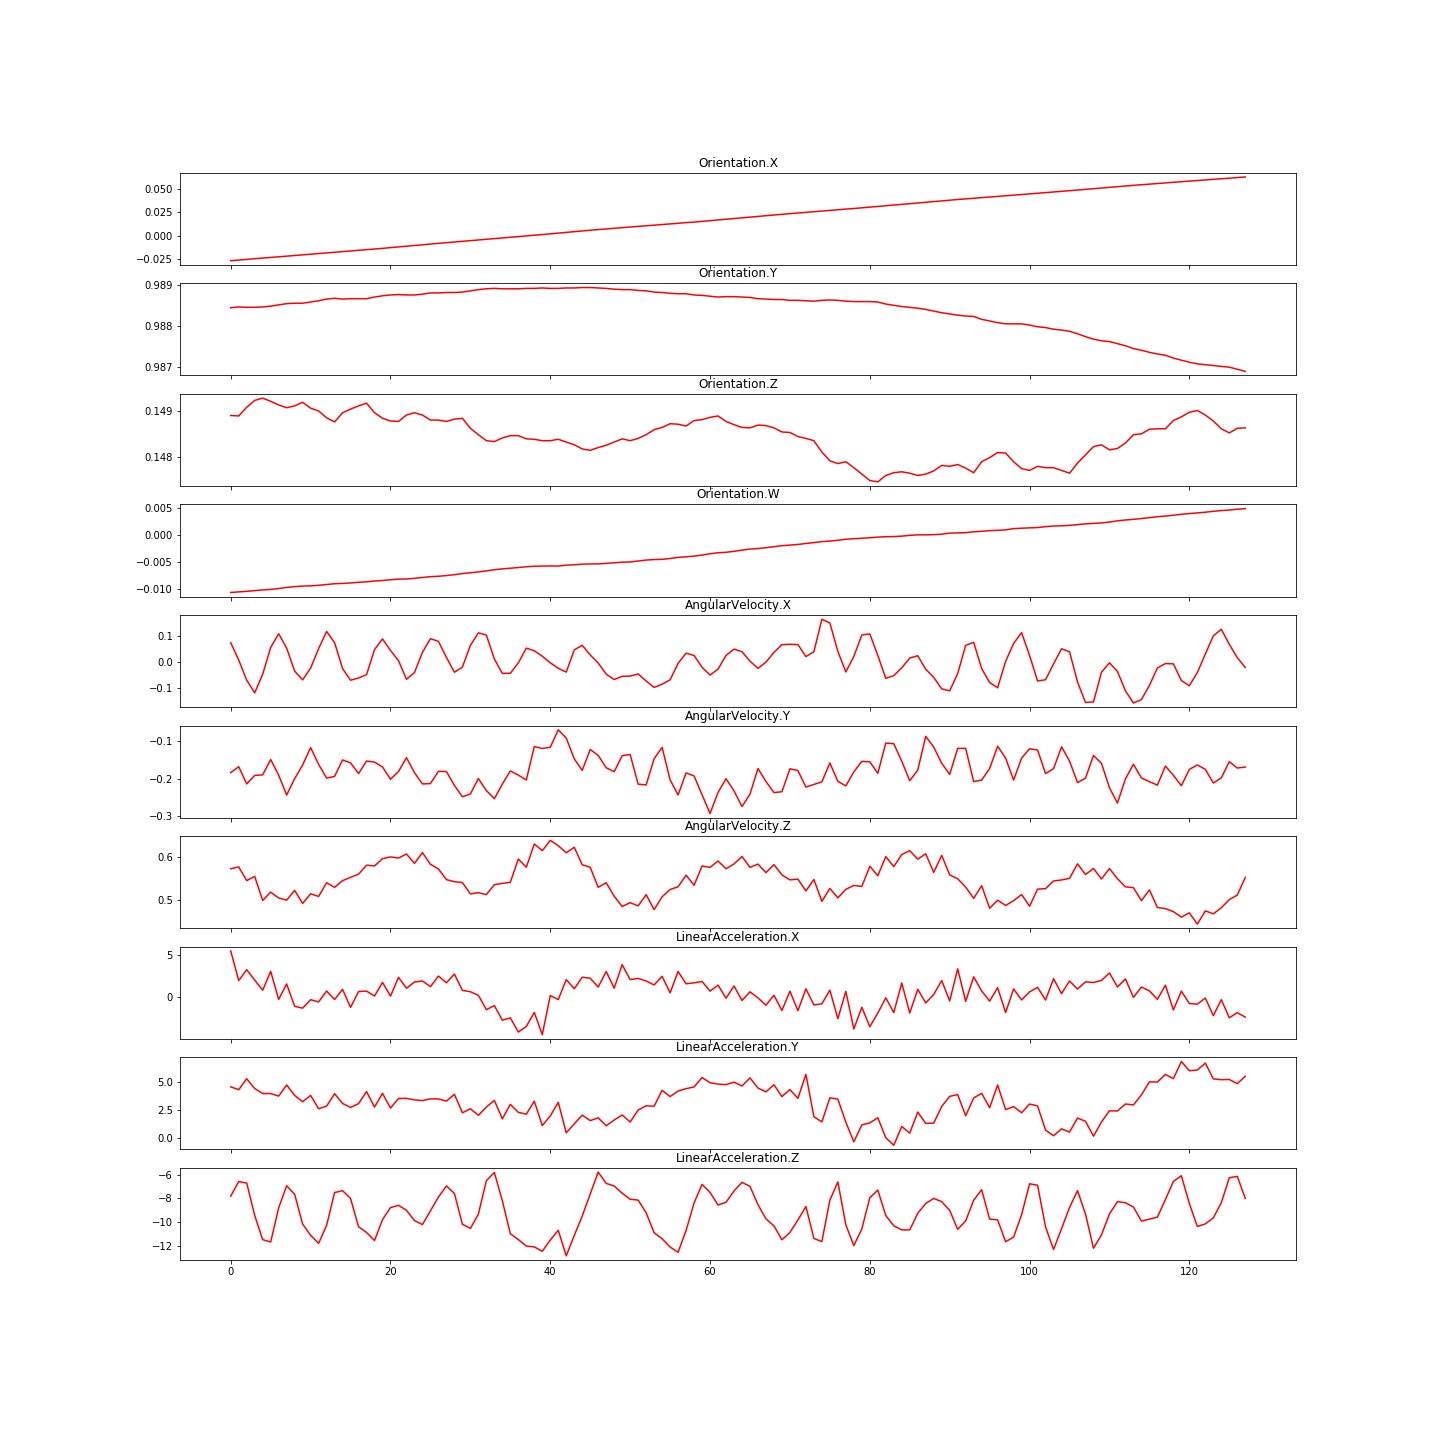 Orientation.X
0.050
0.025
0.000
−0.025
Orientation.Y
0.989
0.988
0.987
Orientation.Z
0.149
0.148
Orientation.W
0.005
0.000
−0.005
−0.010
AngularVelocity.X
0.1
0.0
−0.1
AngularVelocity.Y
−0.1
−0.2
−0.3
AngularVelocity.Z
0.6
0.5
LinearAcceleration.X
5
0
LinearAcceleration.Y
5.0
2.5
0.0
LinearAcceleration.Z
−6
−8
−10
−12
0 20 40 60 80 100 120